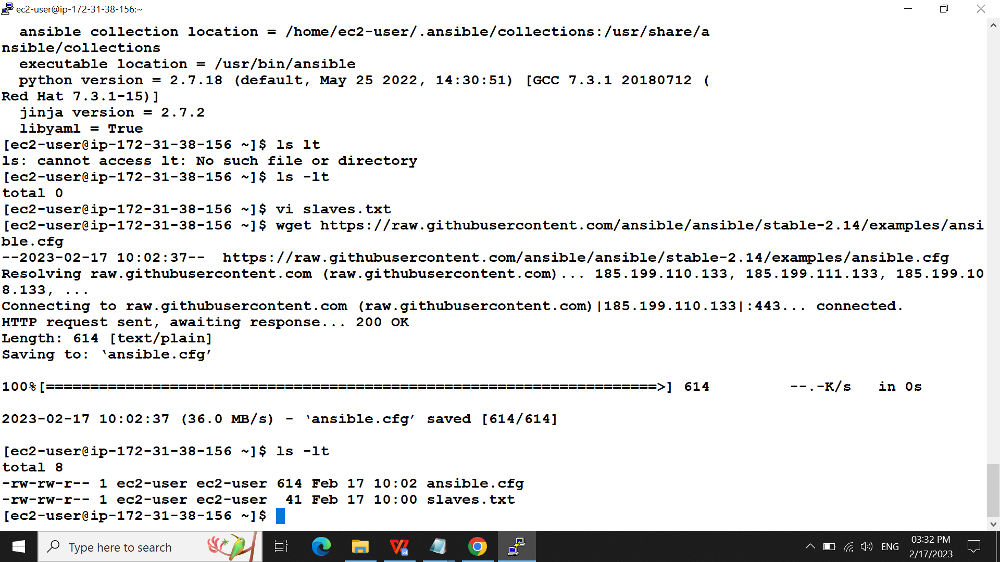 ec2-user@ip-172-31-38-156:~
  ansible collection location = /home/ec2-user/.ansible/collections:/usr/share/a
nsible/collections
  executable location = /usr/bin/ansible
  python version = 2.7.18 (default, May 25 2022, 14:30:51) [GCC 7.3.1 20180712 (
Red Hat 7.3.1-15)]
  jinja version = 2.7.2
  libyaml = True
[ec2-user@ip-172-31-38-156 ~]$ ls lt
ls: cannot access lt: No such file or directory
[ec2-user@ip-172-31-38-156 ~]$ ls -lt
total 0
[ec2-user@ip-172-31-38-156 ~]$ vi slaves.txt
[ec2-user@ip-172-31-38-156 ~]$ wget https://raw.githubusercontent.com/ansible/ansible/stable-2.14/examples/ansi
ble.cfg
--2023-02-17 10:02:37--  https://raw.githubusercontent.com/ansible/ansible/stable-2.14/examples/ansible.cfg
Resolving raw.githubusercontent.com (raw.githubusercontent.com)... 185.199.110.133, 185.199.111.133, 185.199.10
8.133, ...
Connecting to raw.githubusercontent.com (raw.githubusercontent.com)|185.199.110.133|:443... connected.
HTTP request sent, awaiting response... 200 OK
Length: 614 [text/plain]
Saving to: ‘ansible.cfg’
100%[=====================================================================>] 614         --.-K/s   in 0s
2023-02-17 10:02:37 (36.0 MB/s) - ‘ansible.cfg’ saved [614/614]
[ec2-user@ip-172-31-38-156 ~]$ ls -lt
total 8
-rw-rw-r-- 1 ec2-user ec2-user 614 Feb 17 10:02 ansible.cfg
-rw-rw-r-- 1 ec2-user ec2-user  41 Feb 17 10:00 slaves.txt
[ec2-user@ip-172-31-38-156 ~]$
Type here to search
ENG
03:32 PM
2/17/2023